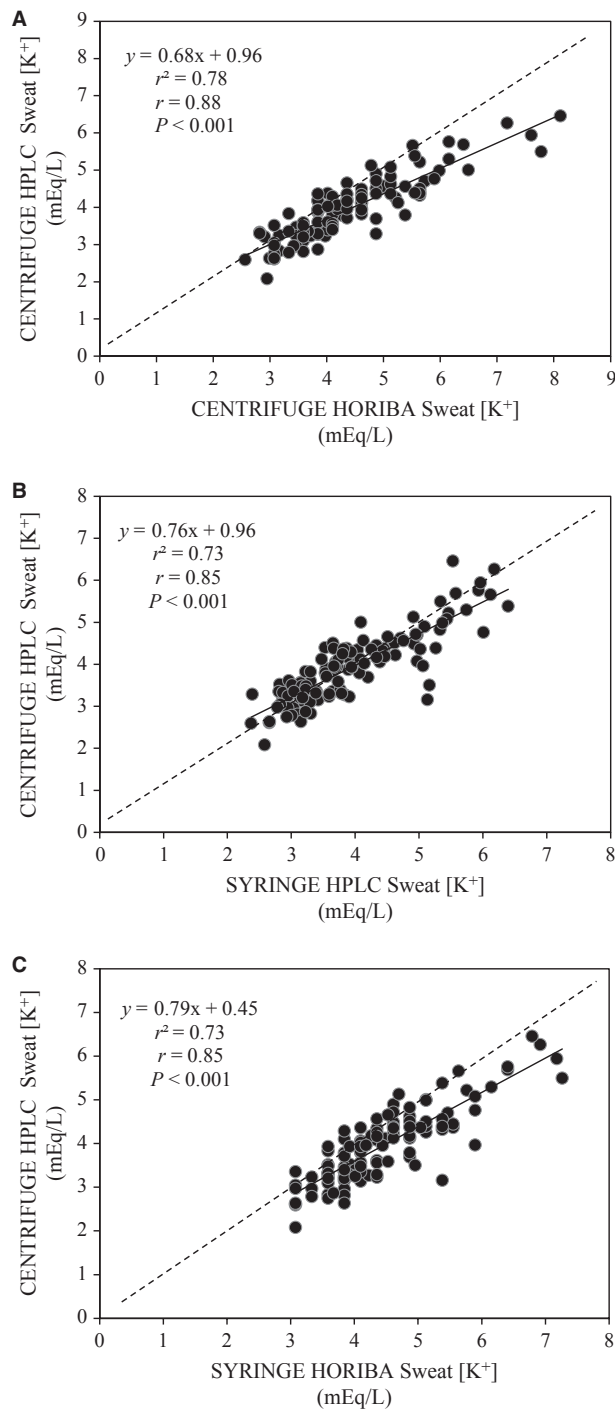 A
y = 0.68x + 0.96
r² = 0.78
r = 0.88
P < 0.001
CENTRIFUGE HPLC Sweat [K⁺]
(mEq/L)
9
8
7
6
5
4
3
2
1
0
0 1 2 3 4 5 6 7 8 9
CENTRIFUGE HORIBA Sweat [K⁺]
(mEq/L)
B
y = 0.76x + 0.96
r² = 0.73
r = 0.85
P < 0.001
CENTRIFUGE HPLC Sweat [K⁺]
(mEq/L)
8
7
6
5
4
3
2
1
0
0 1 2 3 4 5 6 7 8
SYRINGE HPLC Sweat [K⁺]
(mEq/L)
C
y = 0.79x + 0.45
r² = 0.73
r = 0.85
P < 0.001
CENTRIFUGE HPLC Sweat [K⁺]
(mEq/L)
8
7
6
5
4
3
2
1
0
0 1 2 3 4 5 6 7 8
SYRINGE HORIBA Sweat [K⁺]
(mEq/L)